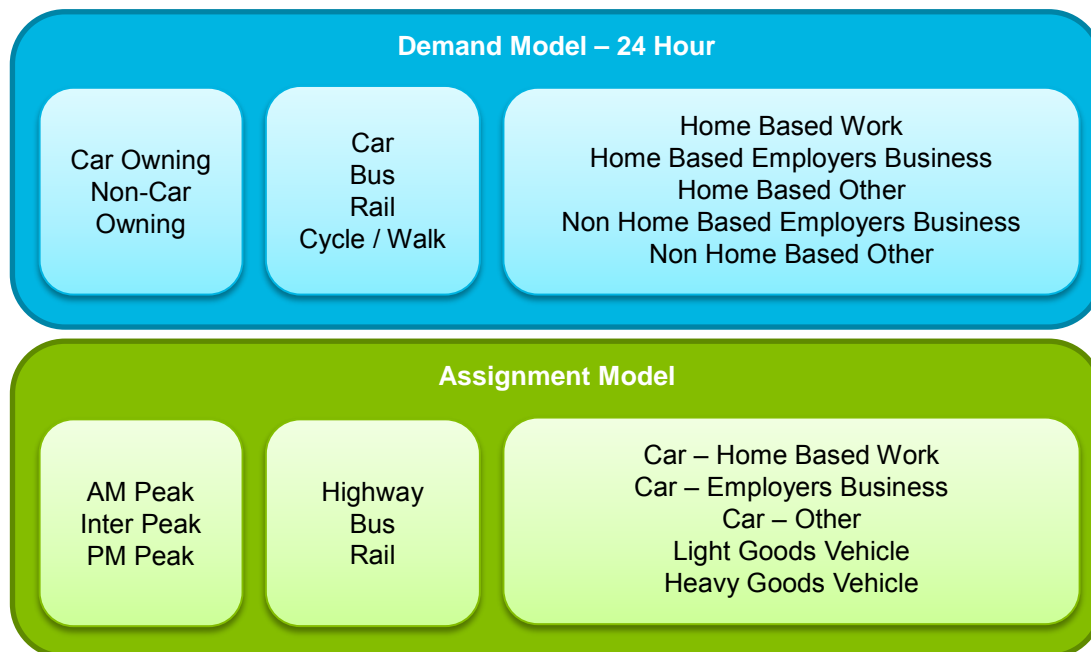 Demand Model – 24 Hour
Car Owning
Non-Car
Owning
Car
Bus
Rail
Cycle / Walk
Home Based Work
Home Based Employers Business
Home Based Other
Non Home Based Employers Business
Non Home Based Other
Assignment Model
AM Peak
Inter Peak
PM Peak
Highway
Bus
Rail
Car – Home Based Work
Car – Employers Business
Car – Other
Light Goods Vehicle
Heavy Goods Vehicle